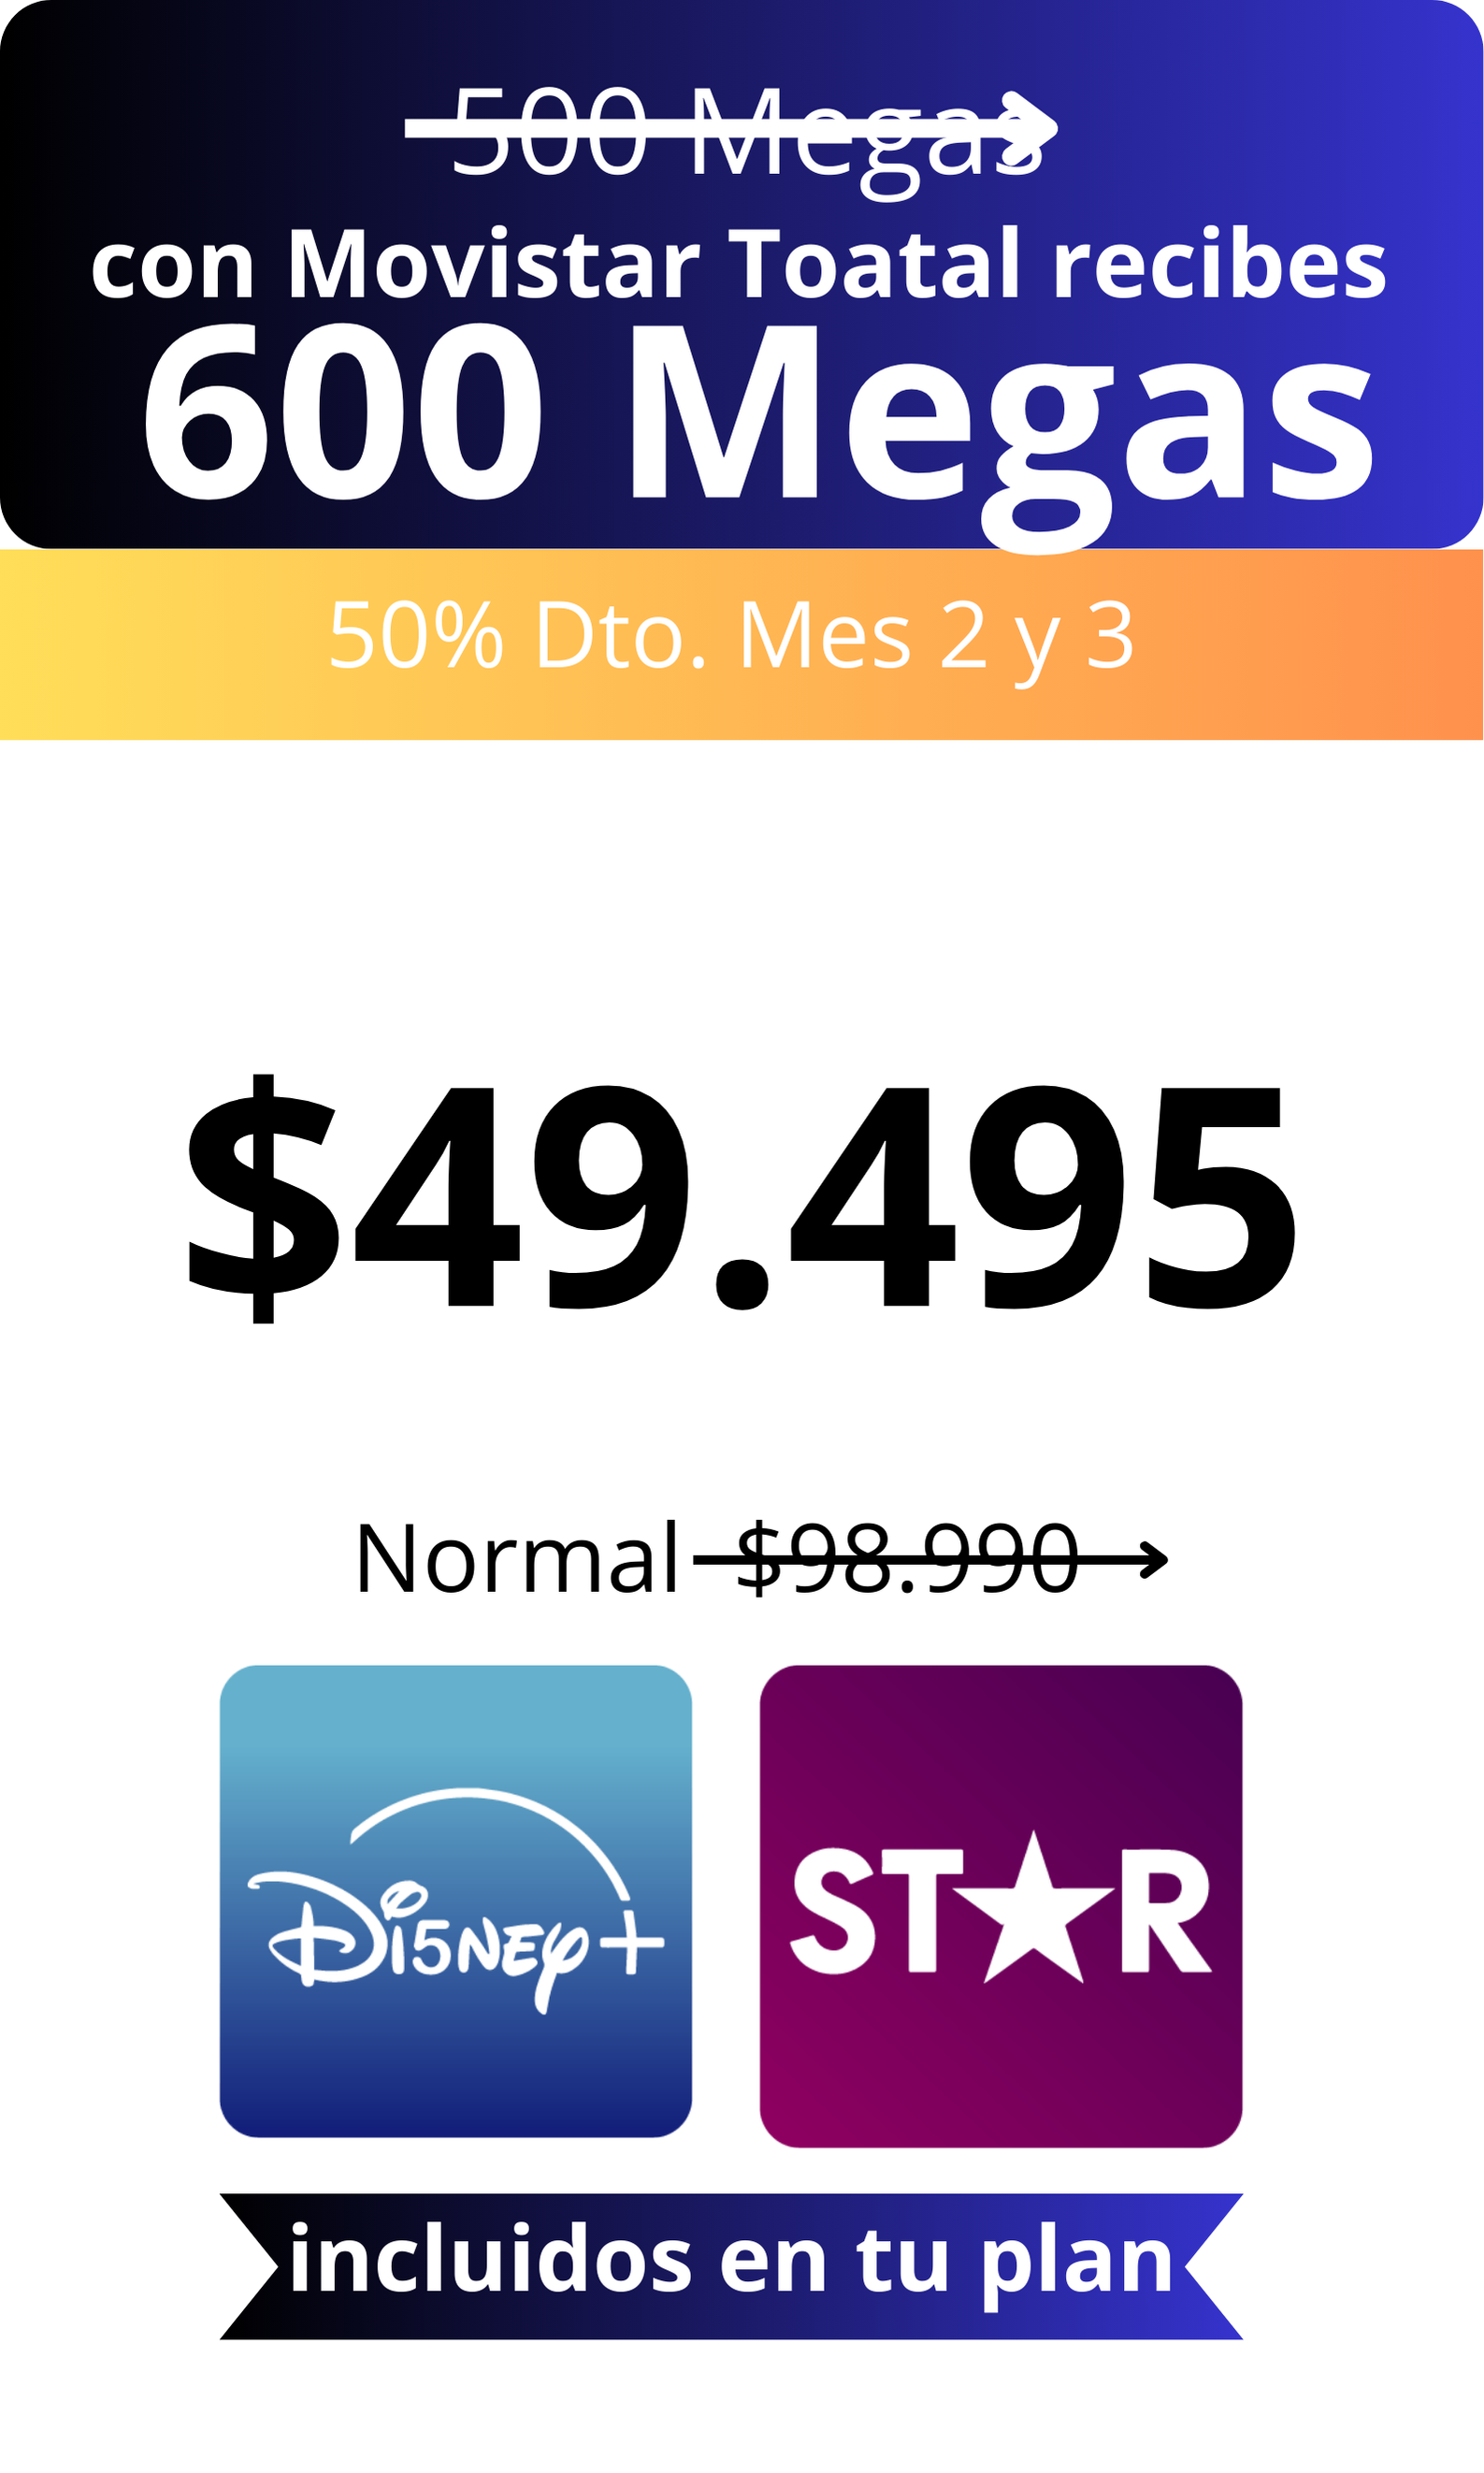 500 Megas
con Movistar Toatal recibes
600 Megas
50% Dto. Mes 2 y 3
$49.495
Normal $98.990
Disney+
STAR
incluidos en tu plan